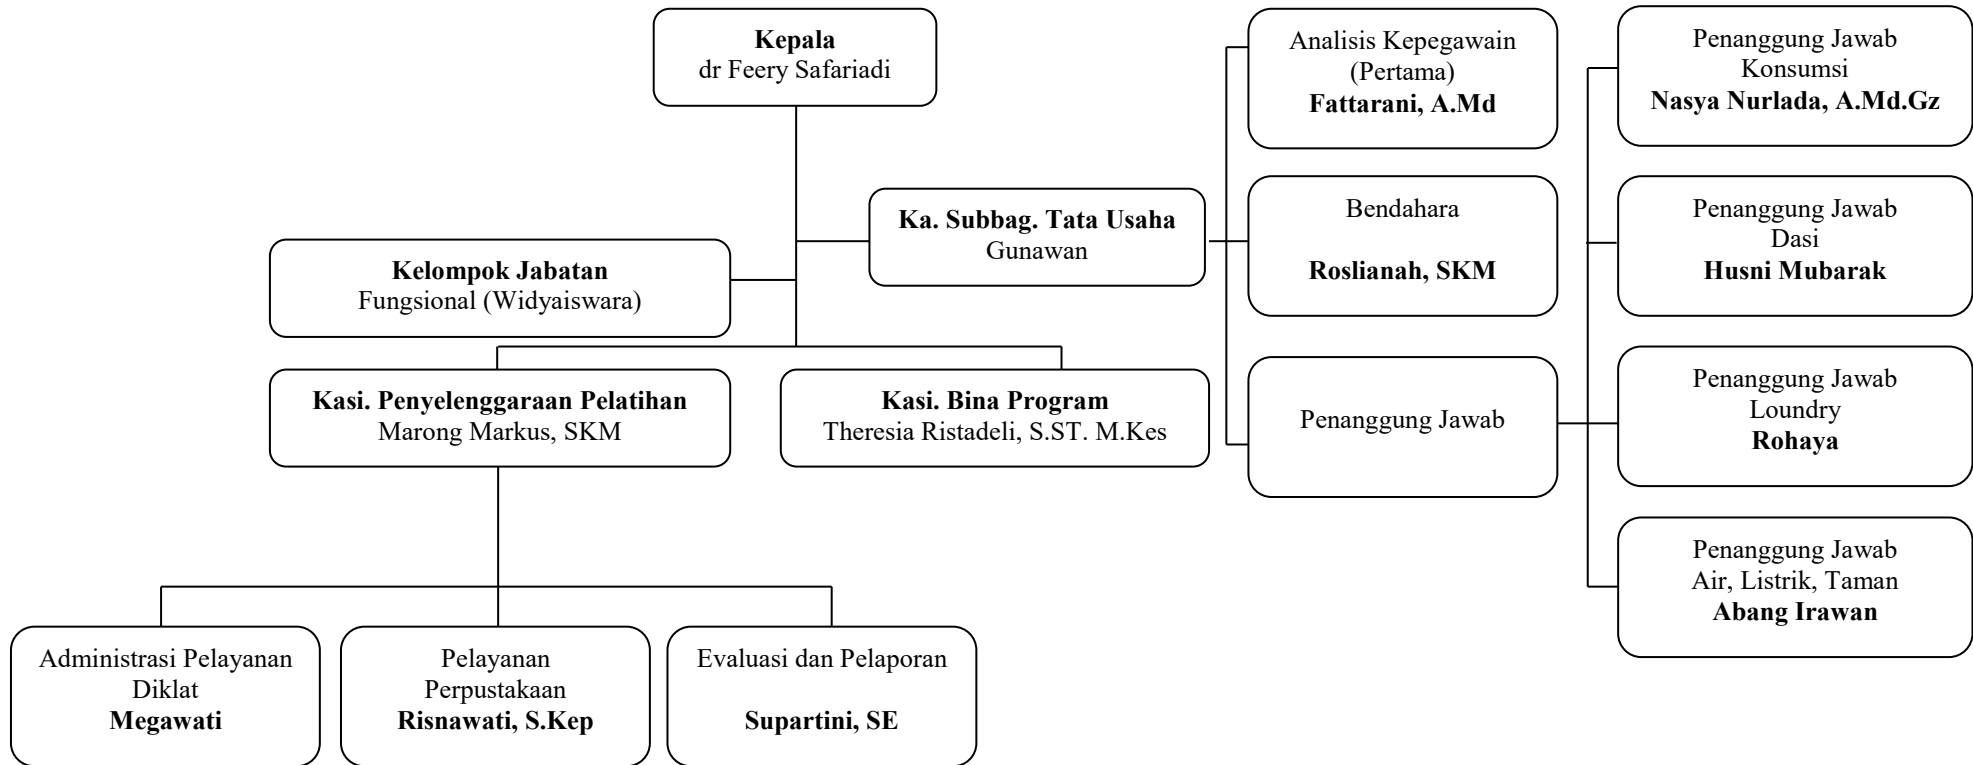 Kepala
dr Feery Safariadi
Ka. Subbag. Tata Usaha
Gunawan
Kelompok Jabatan
Fungsional (Widyaiswara)
Kasi. Penyelenggaraan Pelatihan
Marong Markus, SKM
Kasi. Bina Program
Theresia Ristadeli, S.ST. M.Kes
Administrasi Pelayanan
Diklat
Megawati
Pelayanan
Perpustakaan
Risnawati, S.Kep
Evaluasi dan Pelaporan
Supartini, SE
Analisis Kepegawain
(Pertama)
Fattarani, A.Md
Bendahara
Roslianah, SKM
Penanggung Jawab
Penanggung Jawab
Konsumsi
Nasya Nurlada, A.Md.Gz
Penanggung Jawab
Dasi
Husni Mubarak
Penanggung Jawab
Loundry
Rohaya
Penanggung Jawab
Air, Listrik, Taman
Abang Irawan